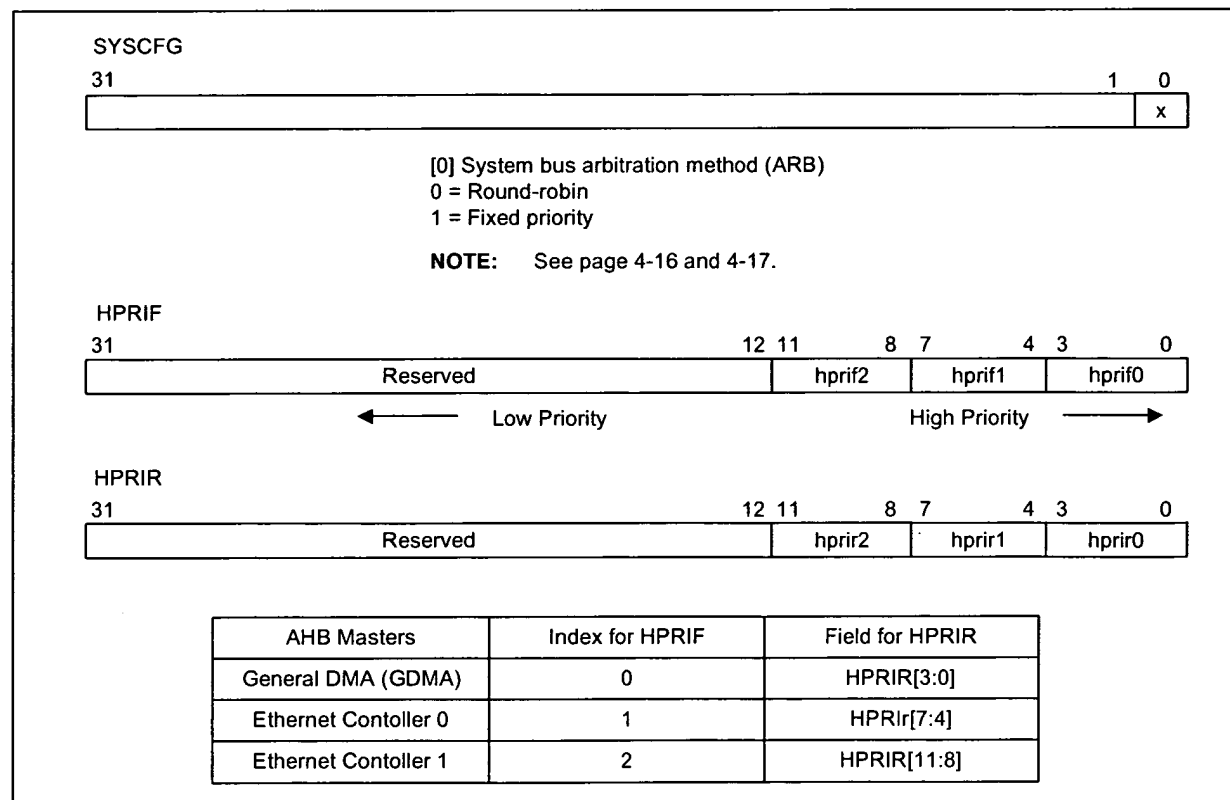 SYSCFG
31 1 0
x
[0] System bus arbitration method (ARB)
0 = Round-robin
1 = Fixed priority
NOTE: See page 4-16 and 4-17.
HPRIF
31 12 11 8 7 4 3 0
Reserved hprif2 hprif1 hprif0
Low Priority High Priority
HPRIR
31 12 11 8 7 4 3 0
Reserved hprir2 hprir1 hprir0
AHB Masters Index for HPRIF Field for HPRIR
General DMA (GDMA) 0 HPRIR[3:0]
Ethernet Contoller 0 1 HPRIr[7:4]
Ethernet Contoller 1 2 HPRIR[11:8]